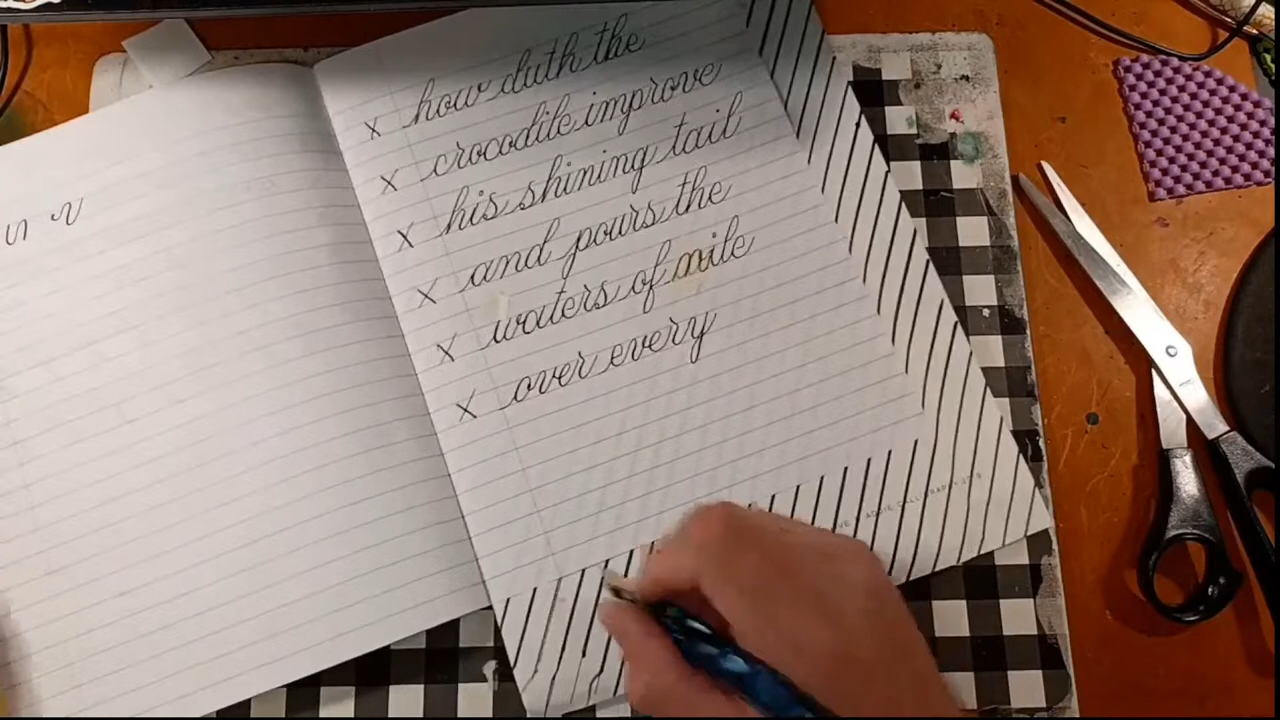 x how duth the
x crocodile improve
x his shining tail
x and pours the
x waters of nile
x over every